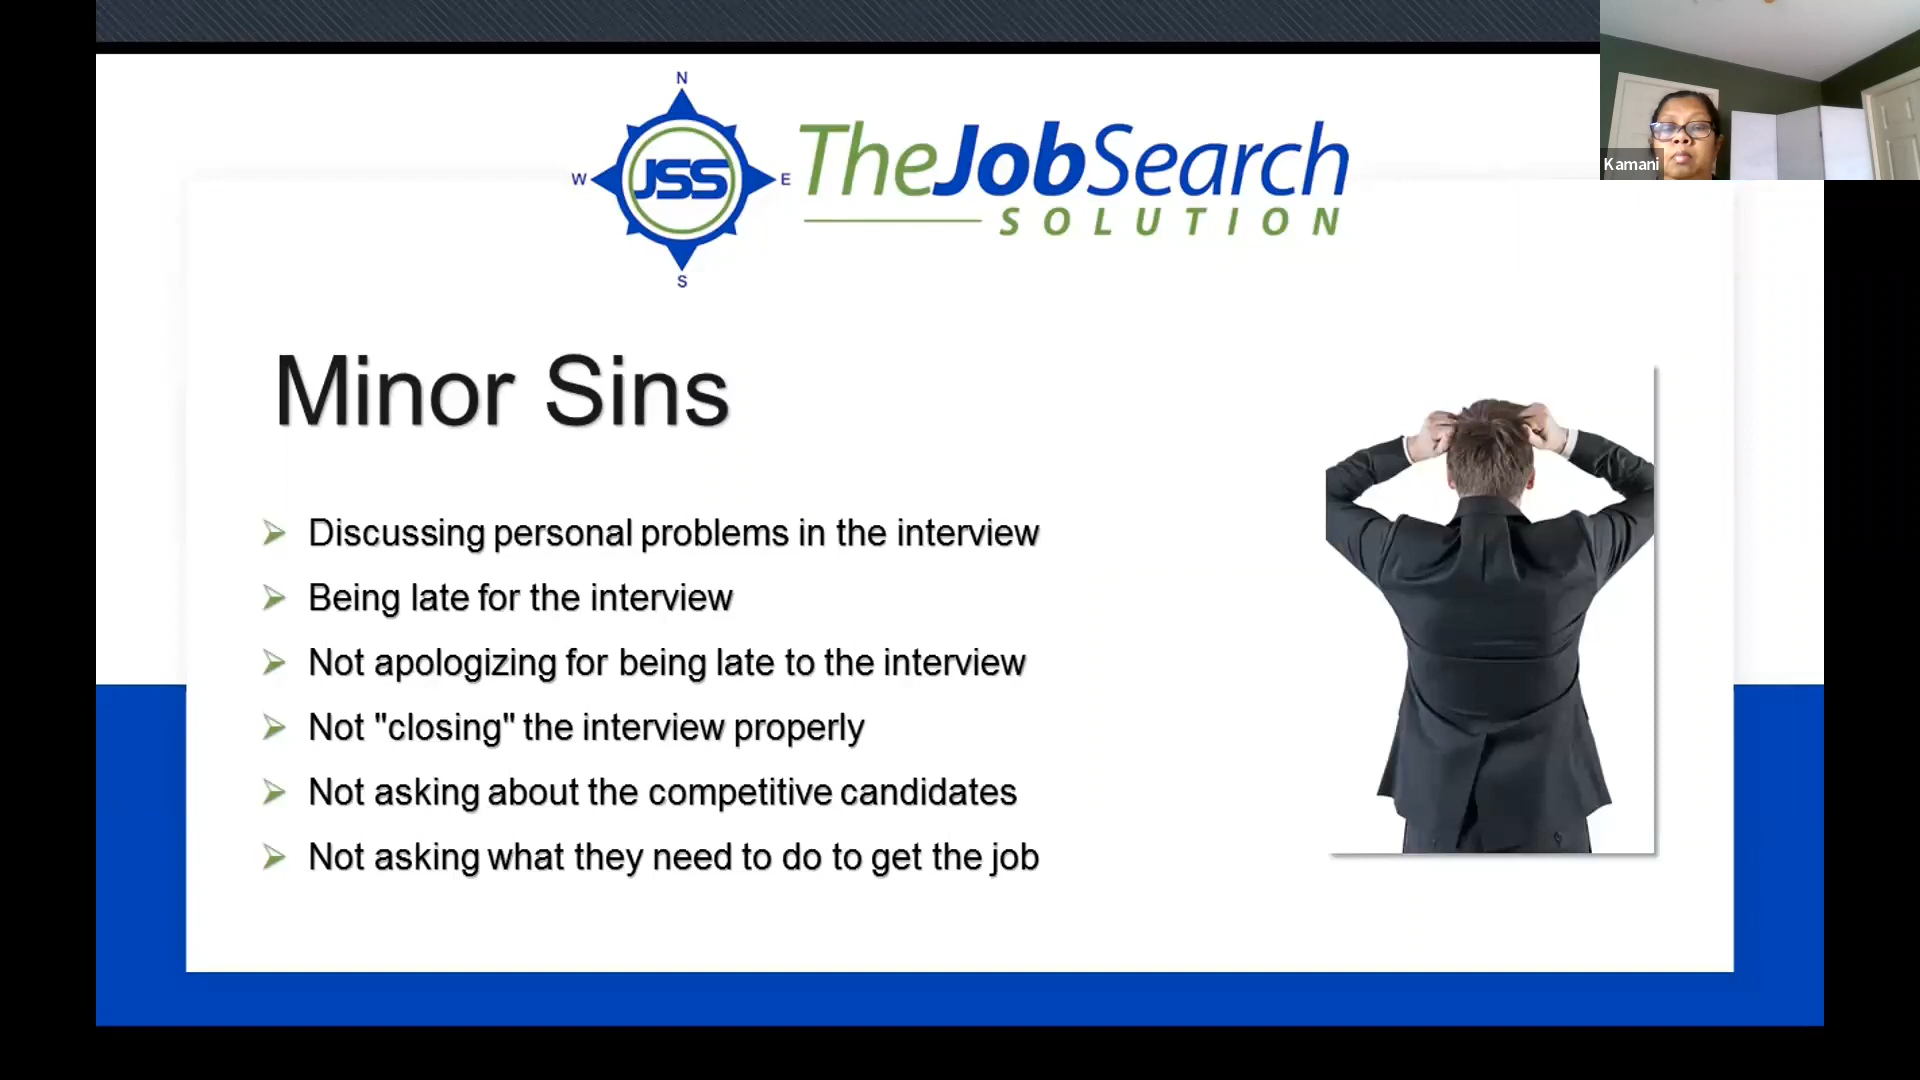 N
W
JSS
E
TheJobSearch
SOLUTION
S
Kamani
Minor Sins
Discussing personal problems in the interview
Being late for the interview
Not apologizing for being late to the interview
Not "closing" the interview properly
Not asking about the competitive candidates
Not asking what they need to do to get the job